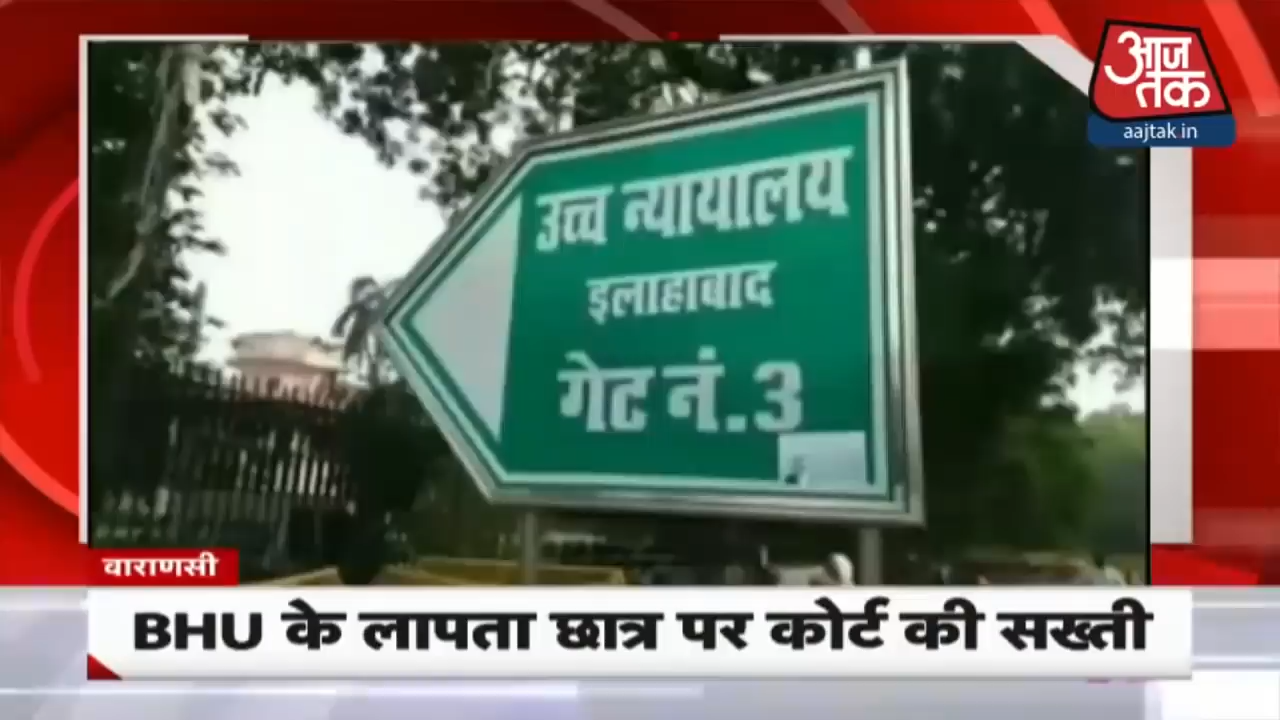 आज
तक
aajtak.in
उच्च न्यायालय
इलाहाबाद
गेट नं.3
वाराणसी
BHU के लापता छात्र पर कोर्ट की सख्ती